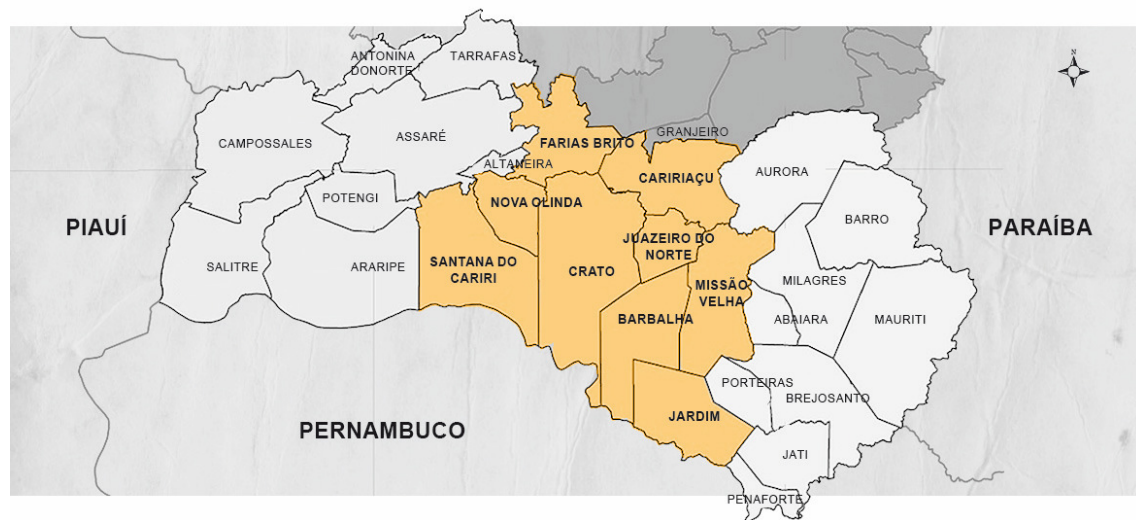 N
TARRAFAS
ANTONINA
DONORTE
CAMPOSSALES
ASSARÉ
FARIAS BRITO
GRANJEIRO
ALTANEIRA
CARIRIAÇU
AURORA
POTENGI
NOVA OLINDA
BARRO
PIAUÍ
PARAÍBA
JUAZEIRO DO
NORTE
SALITRE
ARARIPE
SANTANA DO
CARIRI
CRATO
MISSÃO
VELHA
MILAGRES
BARBALHA
ABAIARA
MAURITI
PORTEIRAS
BREJOSANTO
JARDIM
PERNAMBUCO
JATI
PENAFORTE